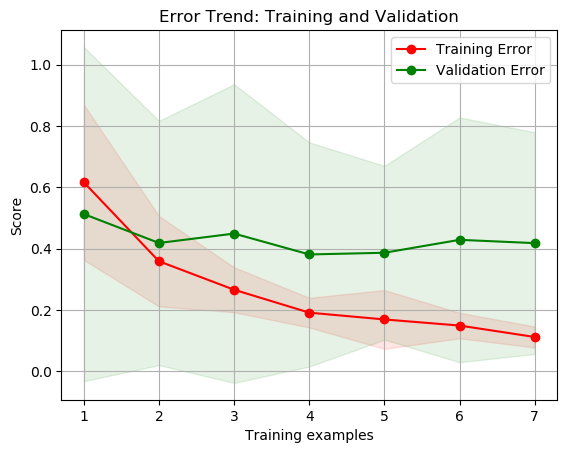 Error Trend: Training and Validation
Training Error
Validation Error
1.0
0.8
0.6
0.4
0.2
0.0
Score
1 2 3 4 5 6 7
Training examples